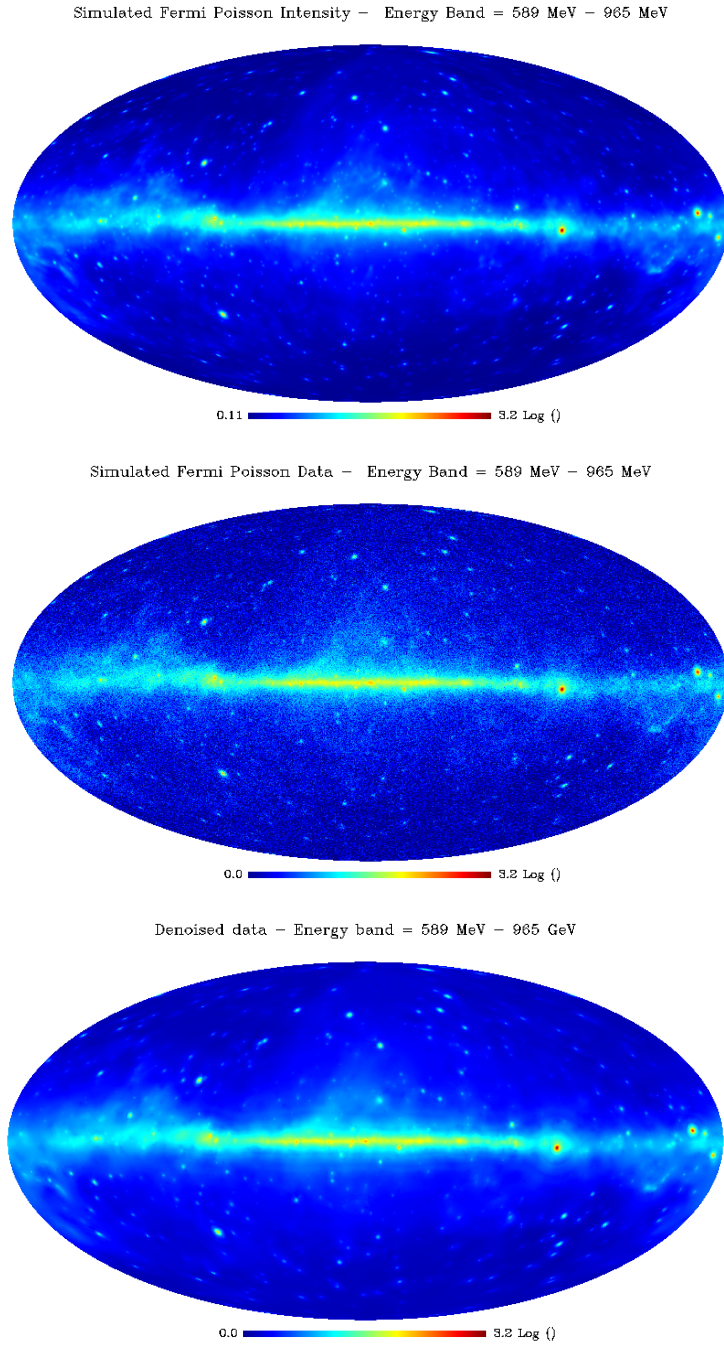 Simulated Fermi Poisson Intensity – Energy Band = 589 MeV – 965 MeV
0.11 3.2 Log ()
Simulated Fermi Poisson Data – Energy Band = 589 MeV – 965 MeV
0.0 3.2 Log ()
Denoised data – Energy band = 589 MeV – 965 GeV
0.0 3.2 Log ()